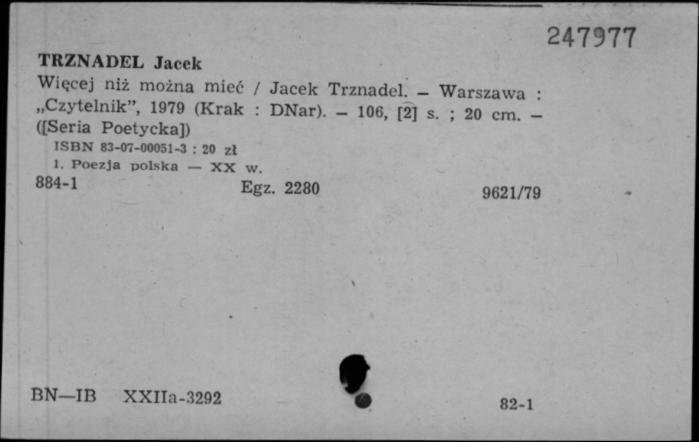 247977
TRZNADEL Jacek
Więcej niż można mieć / Jacek Trznadel. — Warszawa :
„Czytelnik”, 1979 (Krak : DNar). — 106, [2] s. ; 20 cm. —
([Seria Poetycka])
ISBN 83-07-00051-3 : 20 zł
1. Poezja polska — XX w.
884-1 Egz. 2280 9621/79
BN—IB XXIIa-3292 82-1